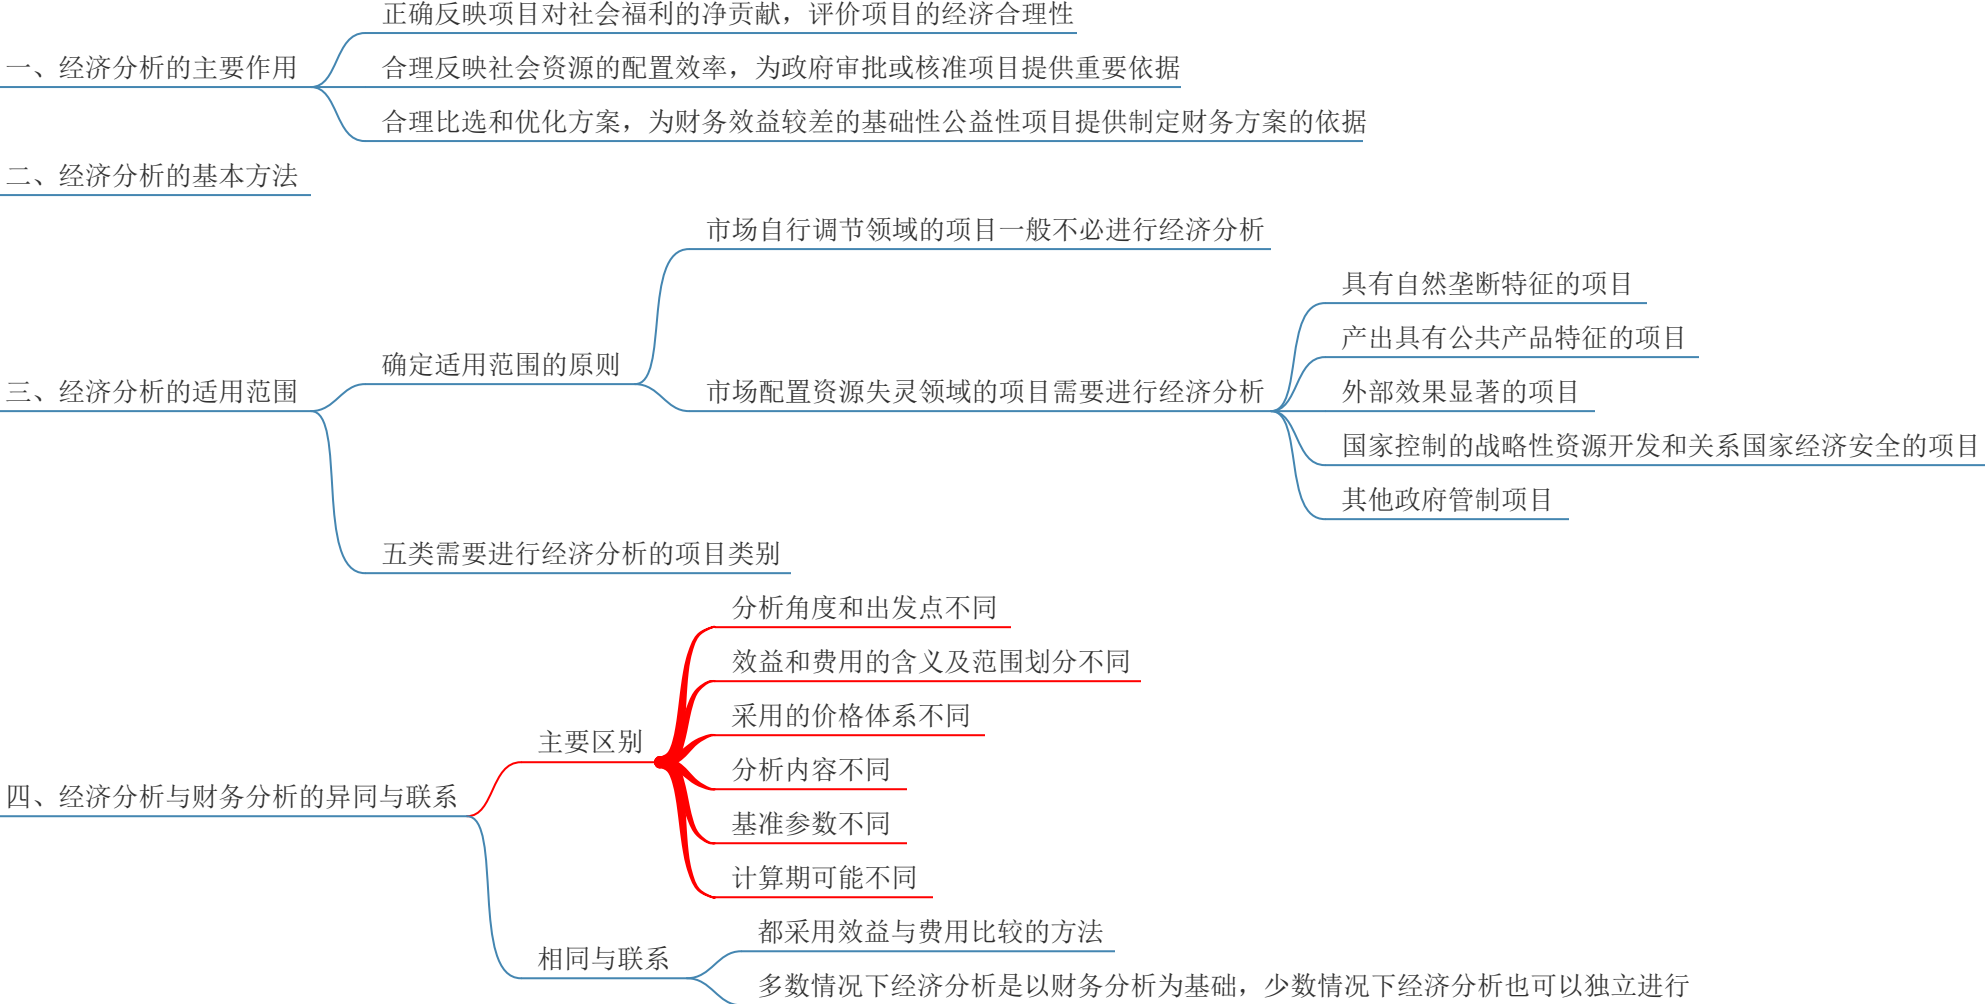 一、经济分析的主要作用
正确反映项目对社会福利的净贡献，评价项目的经济合理性
合理反映社会资源的配置效率，为政府审批或核准项目提供重要依据
合理比选和优化方案，为财务效益较差的基础性公益性项目提供制定财务方案的依据
二、经济分析的基本方法
三、经济分析的适用范围
确定适用范围的原则
市场自行调节领域的项目一般不必进行经济分析
市场配置资源失灵领域的项目需要进行经济分析
具有自然垄断特征的项目
产出具有公共产品特征的项目
外部效果显著的项目
国家控制的战略性资源开发和关系国家经济安全的项目
其他政府管制项目
五类需要进行经济分析的项目类别
四、经济分析与财务分析的异同与联系
主要区别
分析角度和出发点不同
效益和费用的含义及范围划分不同
采用的价格体系不同
分析内容不同
基准参数不同
计算期可能不同
相同与联系
都采用效益与费用比较的方法
多数情况下经济分析是以财务分析为基础，少数情况下经济分析也可以独立进行